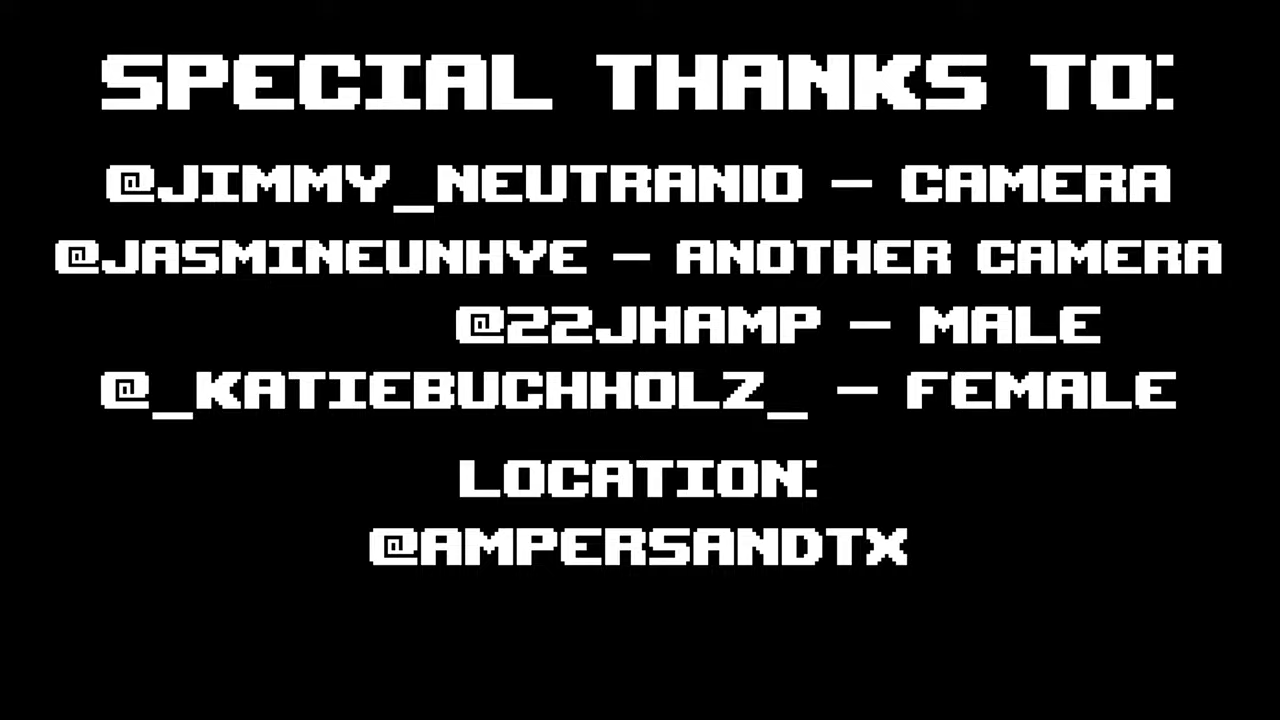 SPECIAL THANKS TO:
@JIMMY_NEUTRANIO - CAMERA
@JASMINEUNHYE - ANOTHER CAMERA
@22JHAMP - MALE
@_KATIEBUCHHOLZ_ - FEMALE
LOCATION:
@AMPERSANDTX